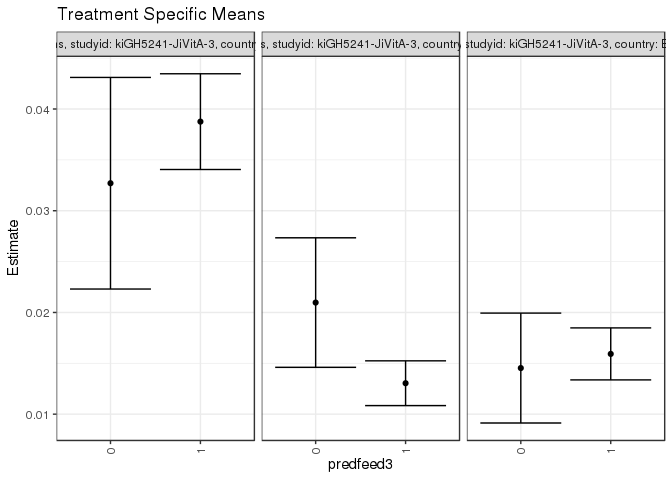 Treatment Specific Means
s, studyid: kiGH5241-JiVitA-3, countr
s, studyid: kiGH5241-JiVitA-3, country
studyid: kiGH5241-JiVitA-3, country: B
0.04
0.03
0.02
0.01
Estimate
0 1 0 1 0 1
predfeed3